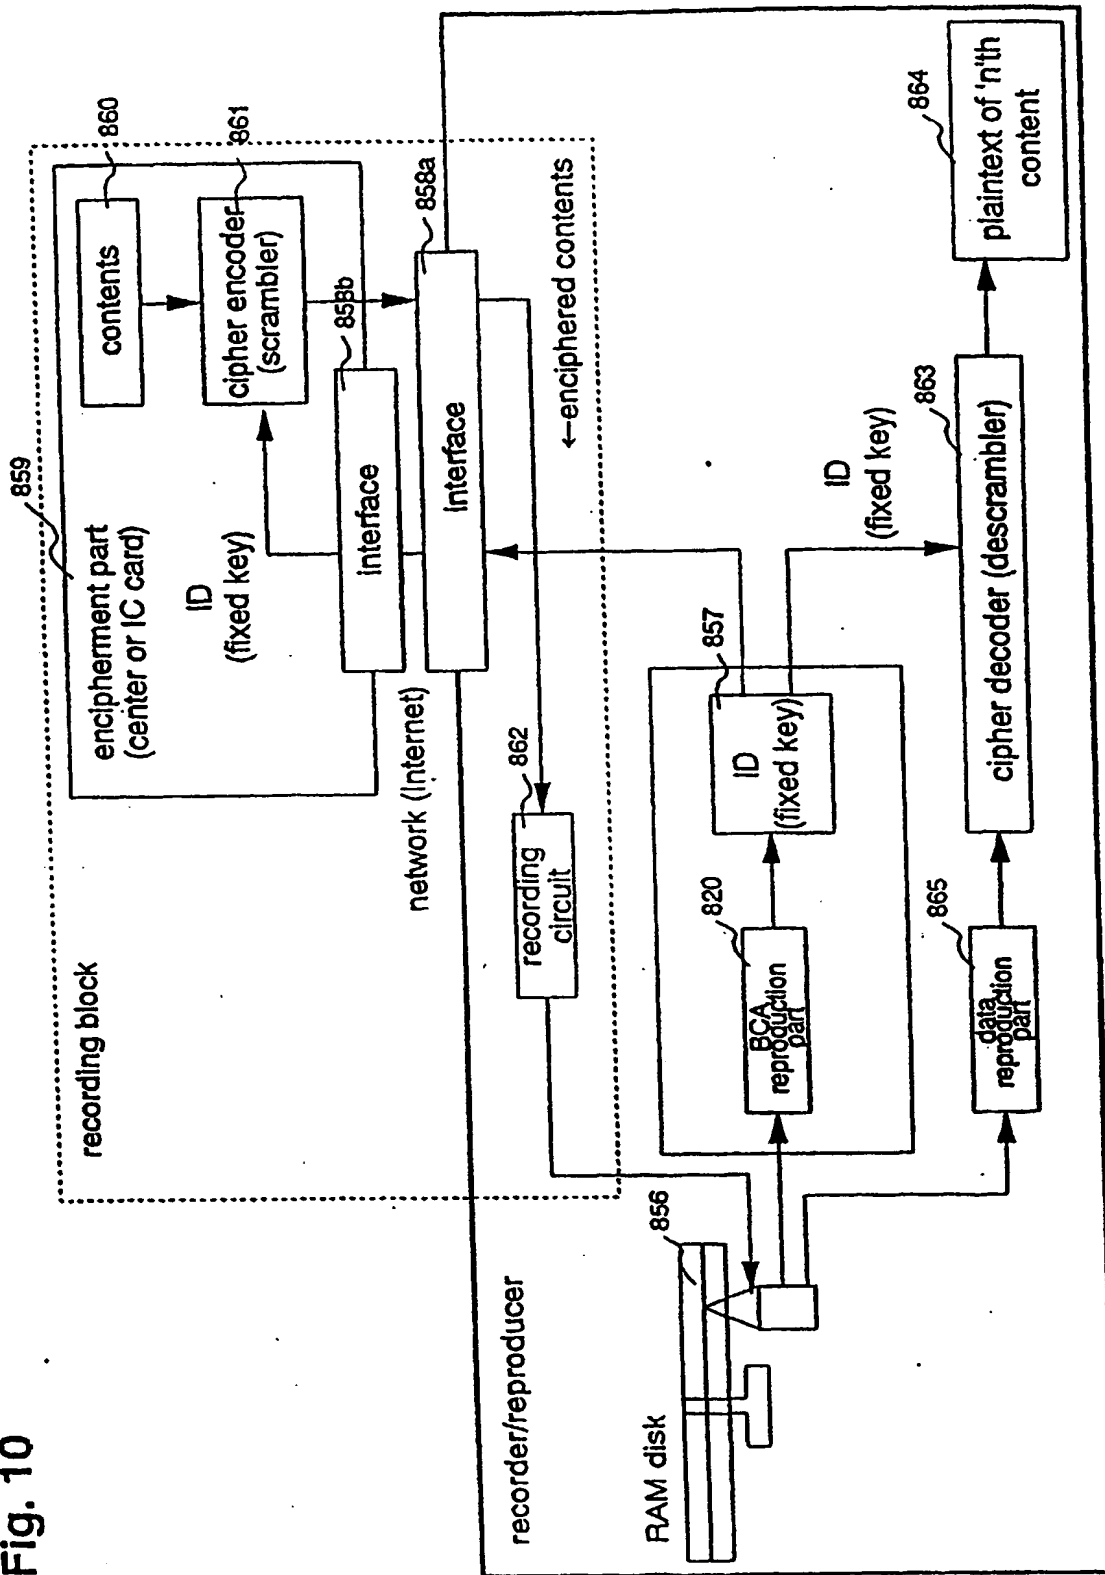 Fig. 10
recording block
859
encipherment part
(center or IC card)
contents
860
cipher encoder
(scrambler)
861
ID
(fixed key)
interface
858b
network (Internet)
interface
858a
←enciphered contents
recording
circuit
862
recorder/reproducer
RAM disk
856
BCA
reproduction
part
820
ID
(fixed key)
857
ID
(fixed key)
data
reproduction
part
865
cipher decoder (descrambler)
863
plaintext of 'n'th
content
864